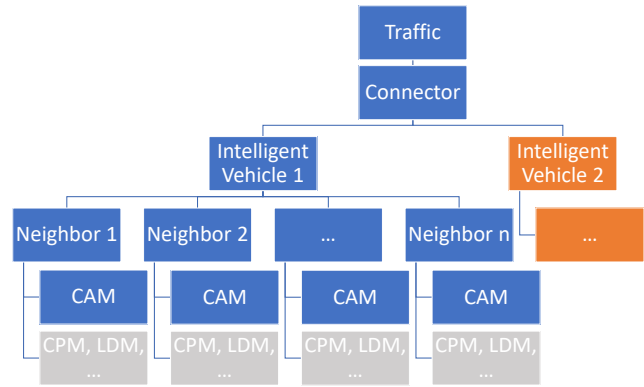 Traffic
Connector
Intelligent
Vehicle 1
Intelligent
Vehicle 2
Neighbor 1
Neighbor 2
...
Neighbor n
...
CAM
CAM
CAM
CAM
CPM, LDM,
...
CPM, LDM,
...
CPM, LDM,
...
CPM, LDM,
...